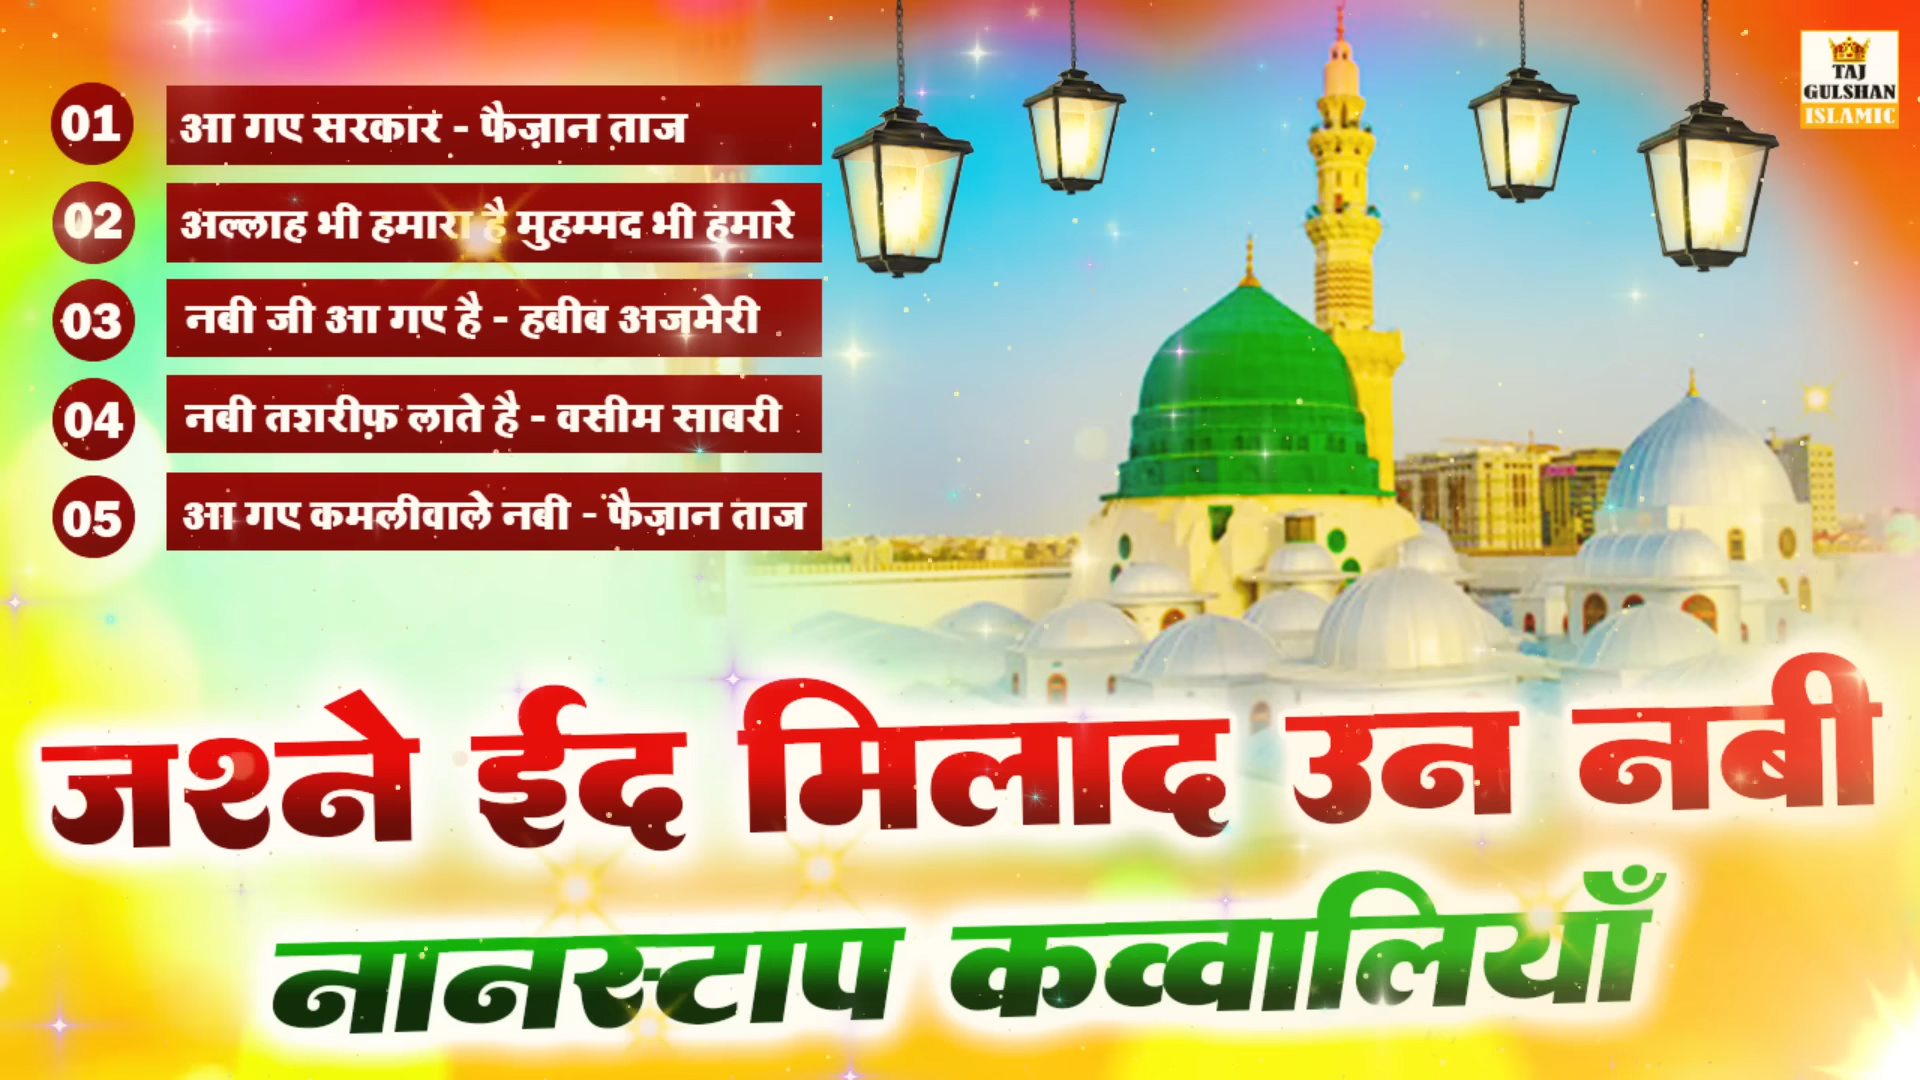 TAJ
GULSHAN
ISLAMIC
01 आ गए सरकार - फैज़ान ताज
02 अल्लाह भी हमारा है मुहम्मद भी हमारे
03 नबी जी आ गए है - हबीब अजमेरी
04 नबी तशरीफ़ लाते है - वसीम साबरी
05 आ गए कमलीवाले नबी - फैज़ान ताज
जश्ने ईद मिलाद उन नबी
नानस्टाप कव्वालियाँ